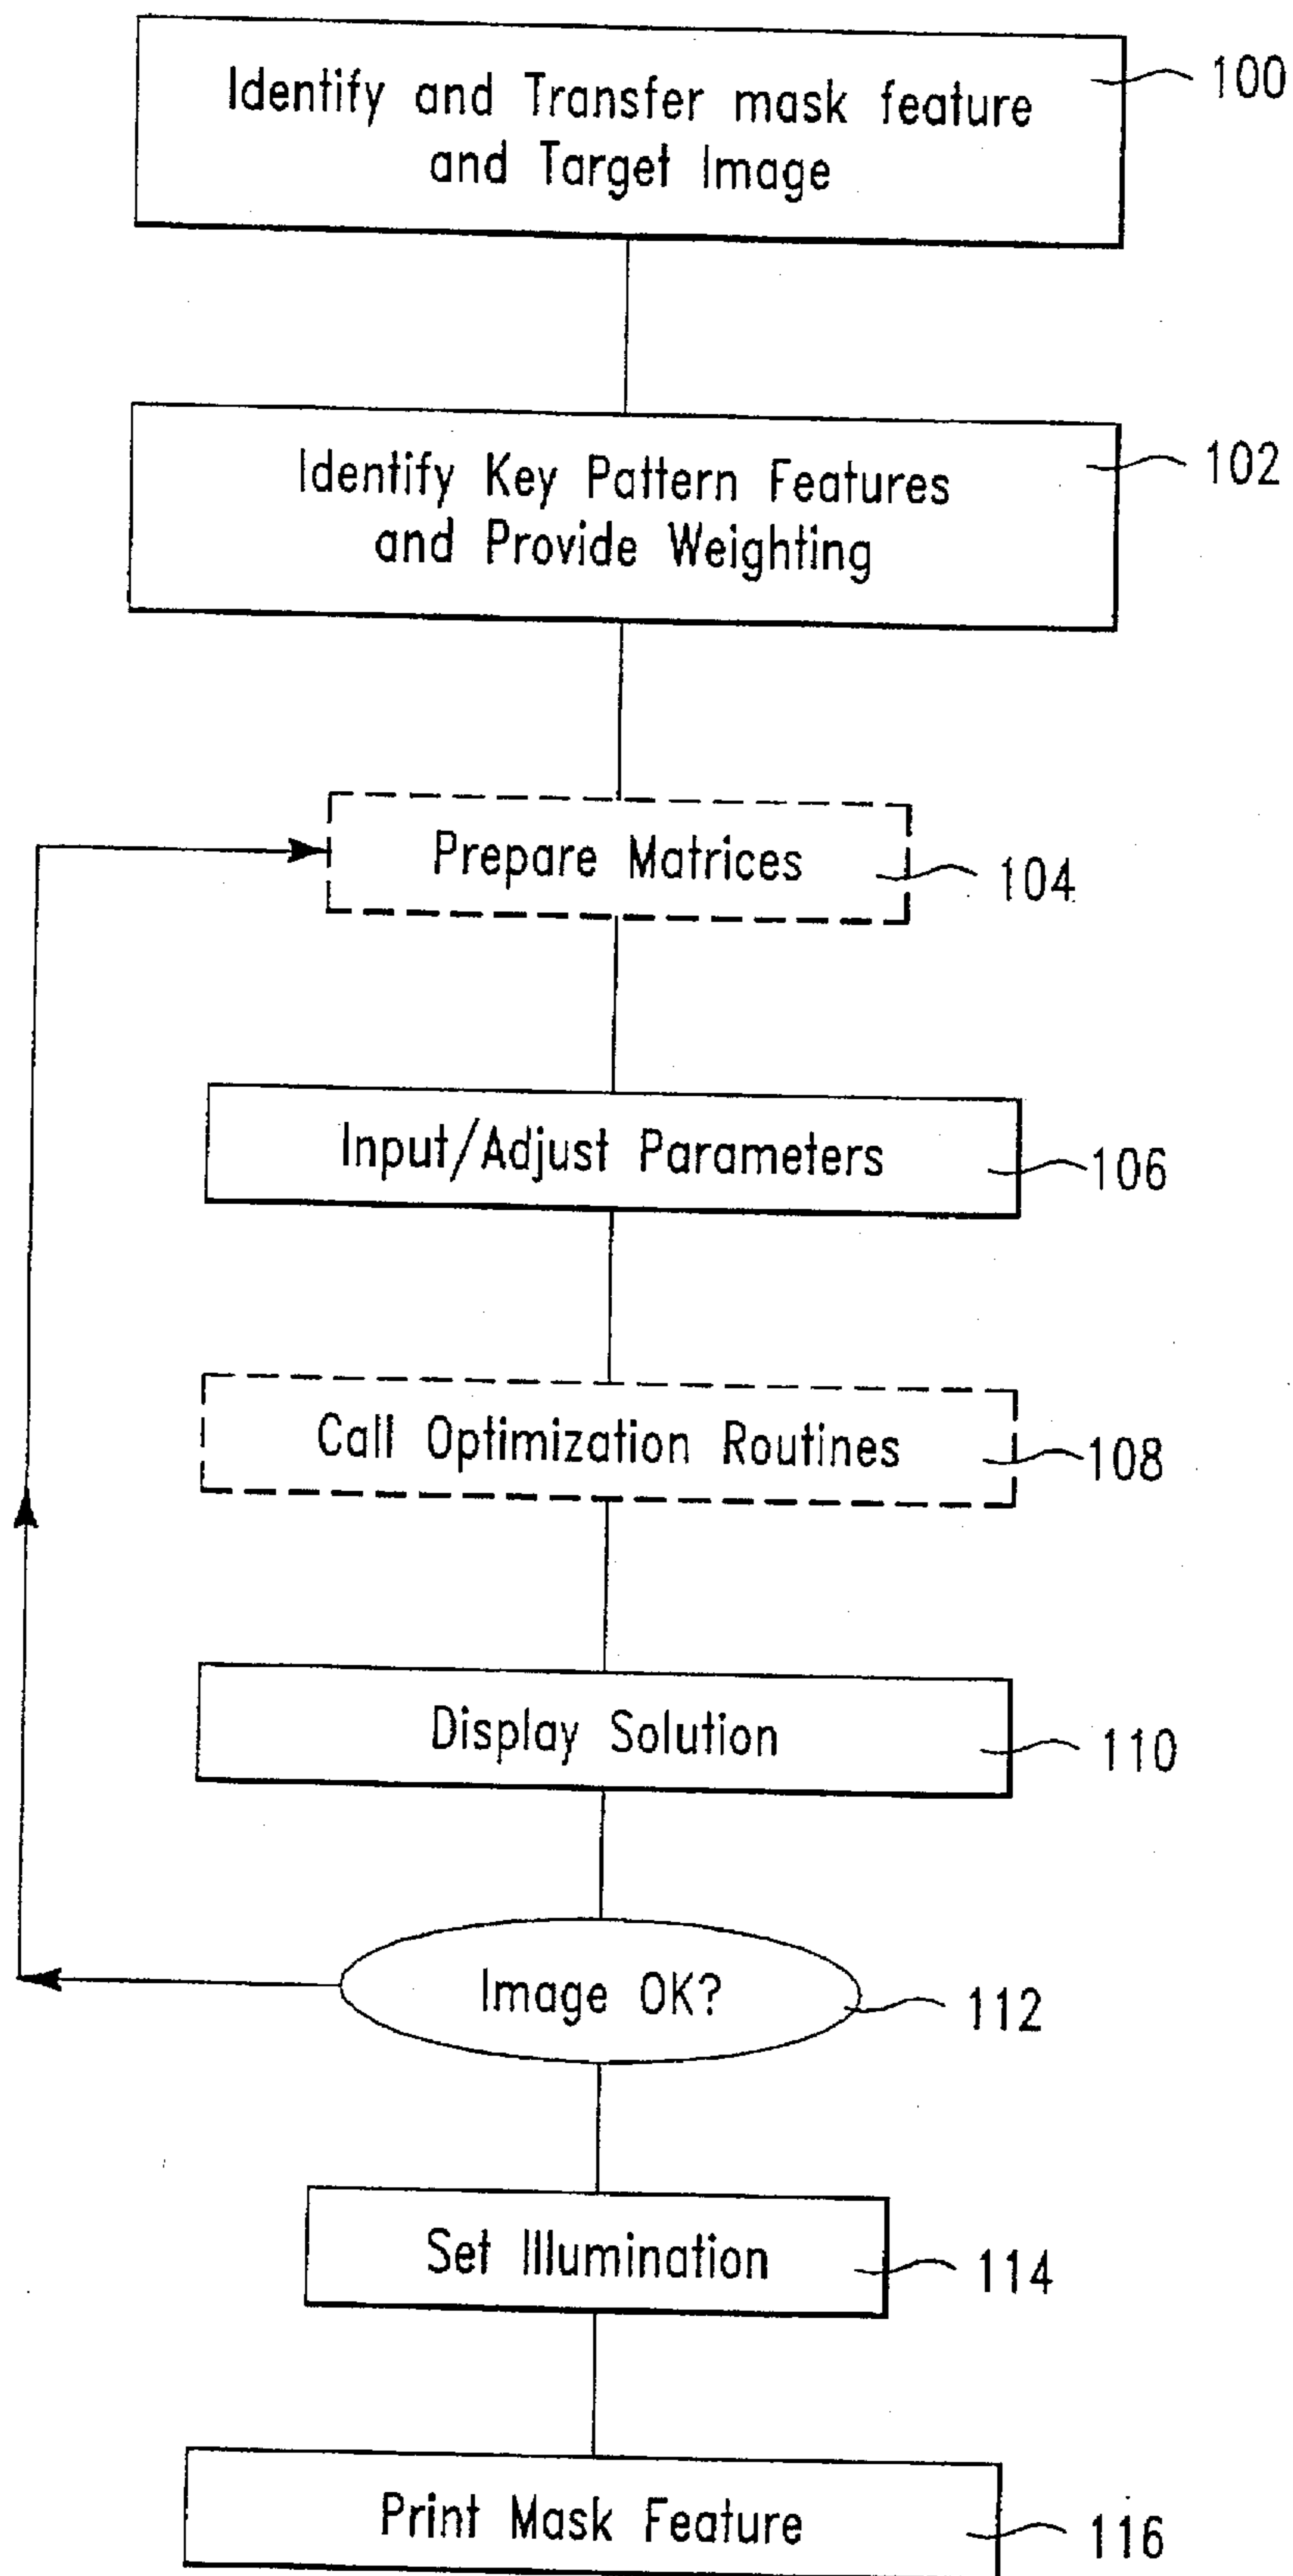 Identify and Transfer mask feature
and Target Image
100
Identify Key Pattern Features
and Provide Weighting
102
Prepare Matrices
104
Input/Adjust Parameters
106
Call Optimization Routines
108
Display Solution
110
Image OK?
112
Set Illumination
114
Print Mask Feature
116